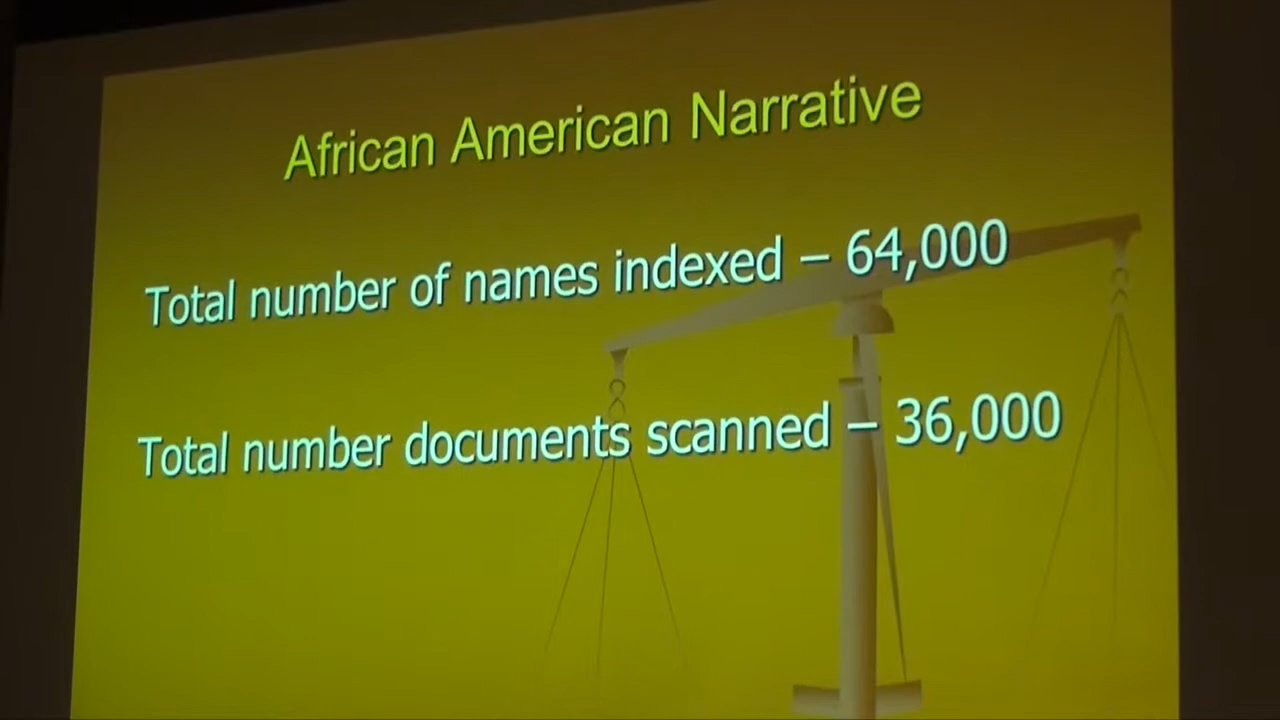 African American Narrative
Total number of names indexed – 64,000
Total number documents scanned – 36,000